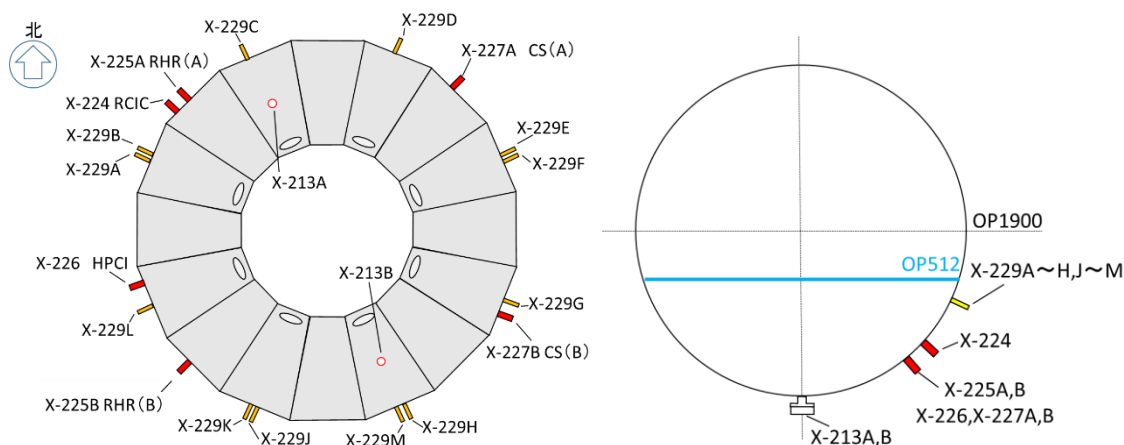 北
X-229C
X-229D
X-225A RHR(A)
X-227A CS(A)
X-224 RCIC
X-229B
X-229A
X-229E
X-229F
X-213A
X-226 HPCI
X-213B
X-229L
X-229G
X-227B CS(B)
X-225B RHR(B)
X-229K
X-229J
X-229M
X-229H
OP1900
OP512
X-229A～H,J～M
X-224
X-225A,B
X-226,X-227A,B
X-213A,B